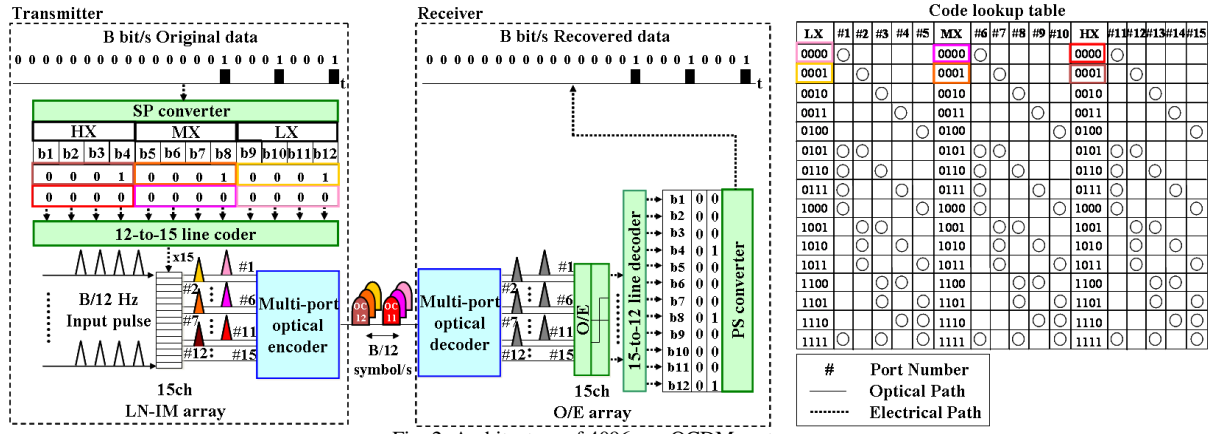 Transmitter
B bit/s Original data
0 0 0 0 0 0 0 0 0 0 0 0 0 0 0 1 0 0 0 1 0 0 0 1
t
SP converter
HX MX LX
b1 b2 b3 b4 b5 b6 b7 b8 b9 b10 b11 b12
0 0 0 1 0 0 0 1 0 0 0 1
0 0 0 0 0 0 0 0 0 0 0 0
12-to-15 line coder
x15
B/12 Hz
Input pulse
#1
#2
#6
#7
#11
#12
#15
Multi-port
optical
encoder
15ch
LN-IM array
OC
12
OC
11
B/12
symbol/s
Receiver
B bit/s Recovered data
0 0 0 0 0 0 0 0 0 0 0 0 0 0 0 1 0 0 0 1 0 0 0 1
t
Multi-port
optical
decoder
#1
#2
#6
#7
#11
#12
#15
O/E
15ch
O/E array
15-to-12 line decoder
b1 0 0
b2 0 0
b3 0 0
b4 0 1
b5 0 0
b6 0 0
b7 0 0
b8 0 1
b9 0 0
b10 0 0
b11 0 0
b12 0 1
PS converter
Code lookup table
LX #1 #2 #3 #4 #5 MX #6 #7 #8 #9 #10 HX #11 #12 #13 #14 #15
0000 0000 0000
0001 0001 0001
0010 0010 0010
0011 0011 0011
0100 0100 0100
0101 0101 0101
0110 0110 0110
0111 0111 0111
1000 1000 1000
1001 1001 1001
1010 1010 1010
1011 1011 1011
1100 1100 1100
1101 1101 1101
1110 1110 1110
1111 1111 1111
# Port Number
Optical Path
Electrical Path
Fig. 2. Architecture of 4096-ary OCDM